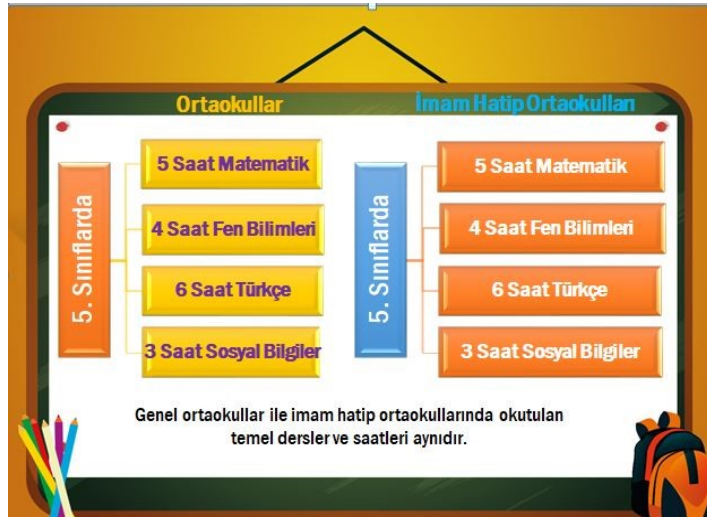 Ortaokullar
İmam Hatip Ortaokulları
5. Sınıflarda
5 Saat Matematik
4 Saat Fen Bilimleri
6 Saat Türkçe
3 Saat Sosyal Bilgiler
5. Sınıflarda
5 Saat Matematik
4 Saat Fen Bilimleri
6 Saat Türkçe
3 Saat Sosyal Bilgiler
Genel ortaokullar ile imam hatip ortaokullarında okutulan
temel dersler ve saatleri aynıdır.